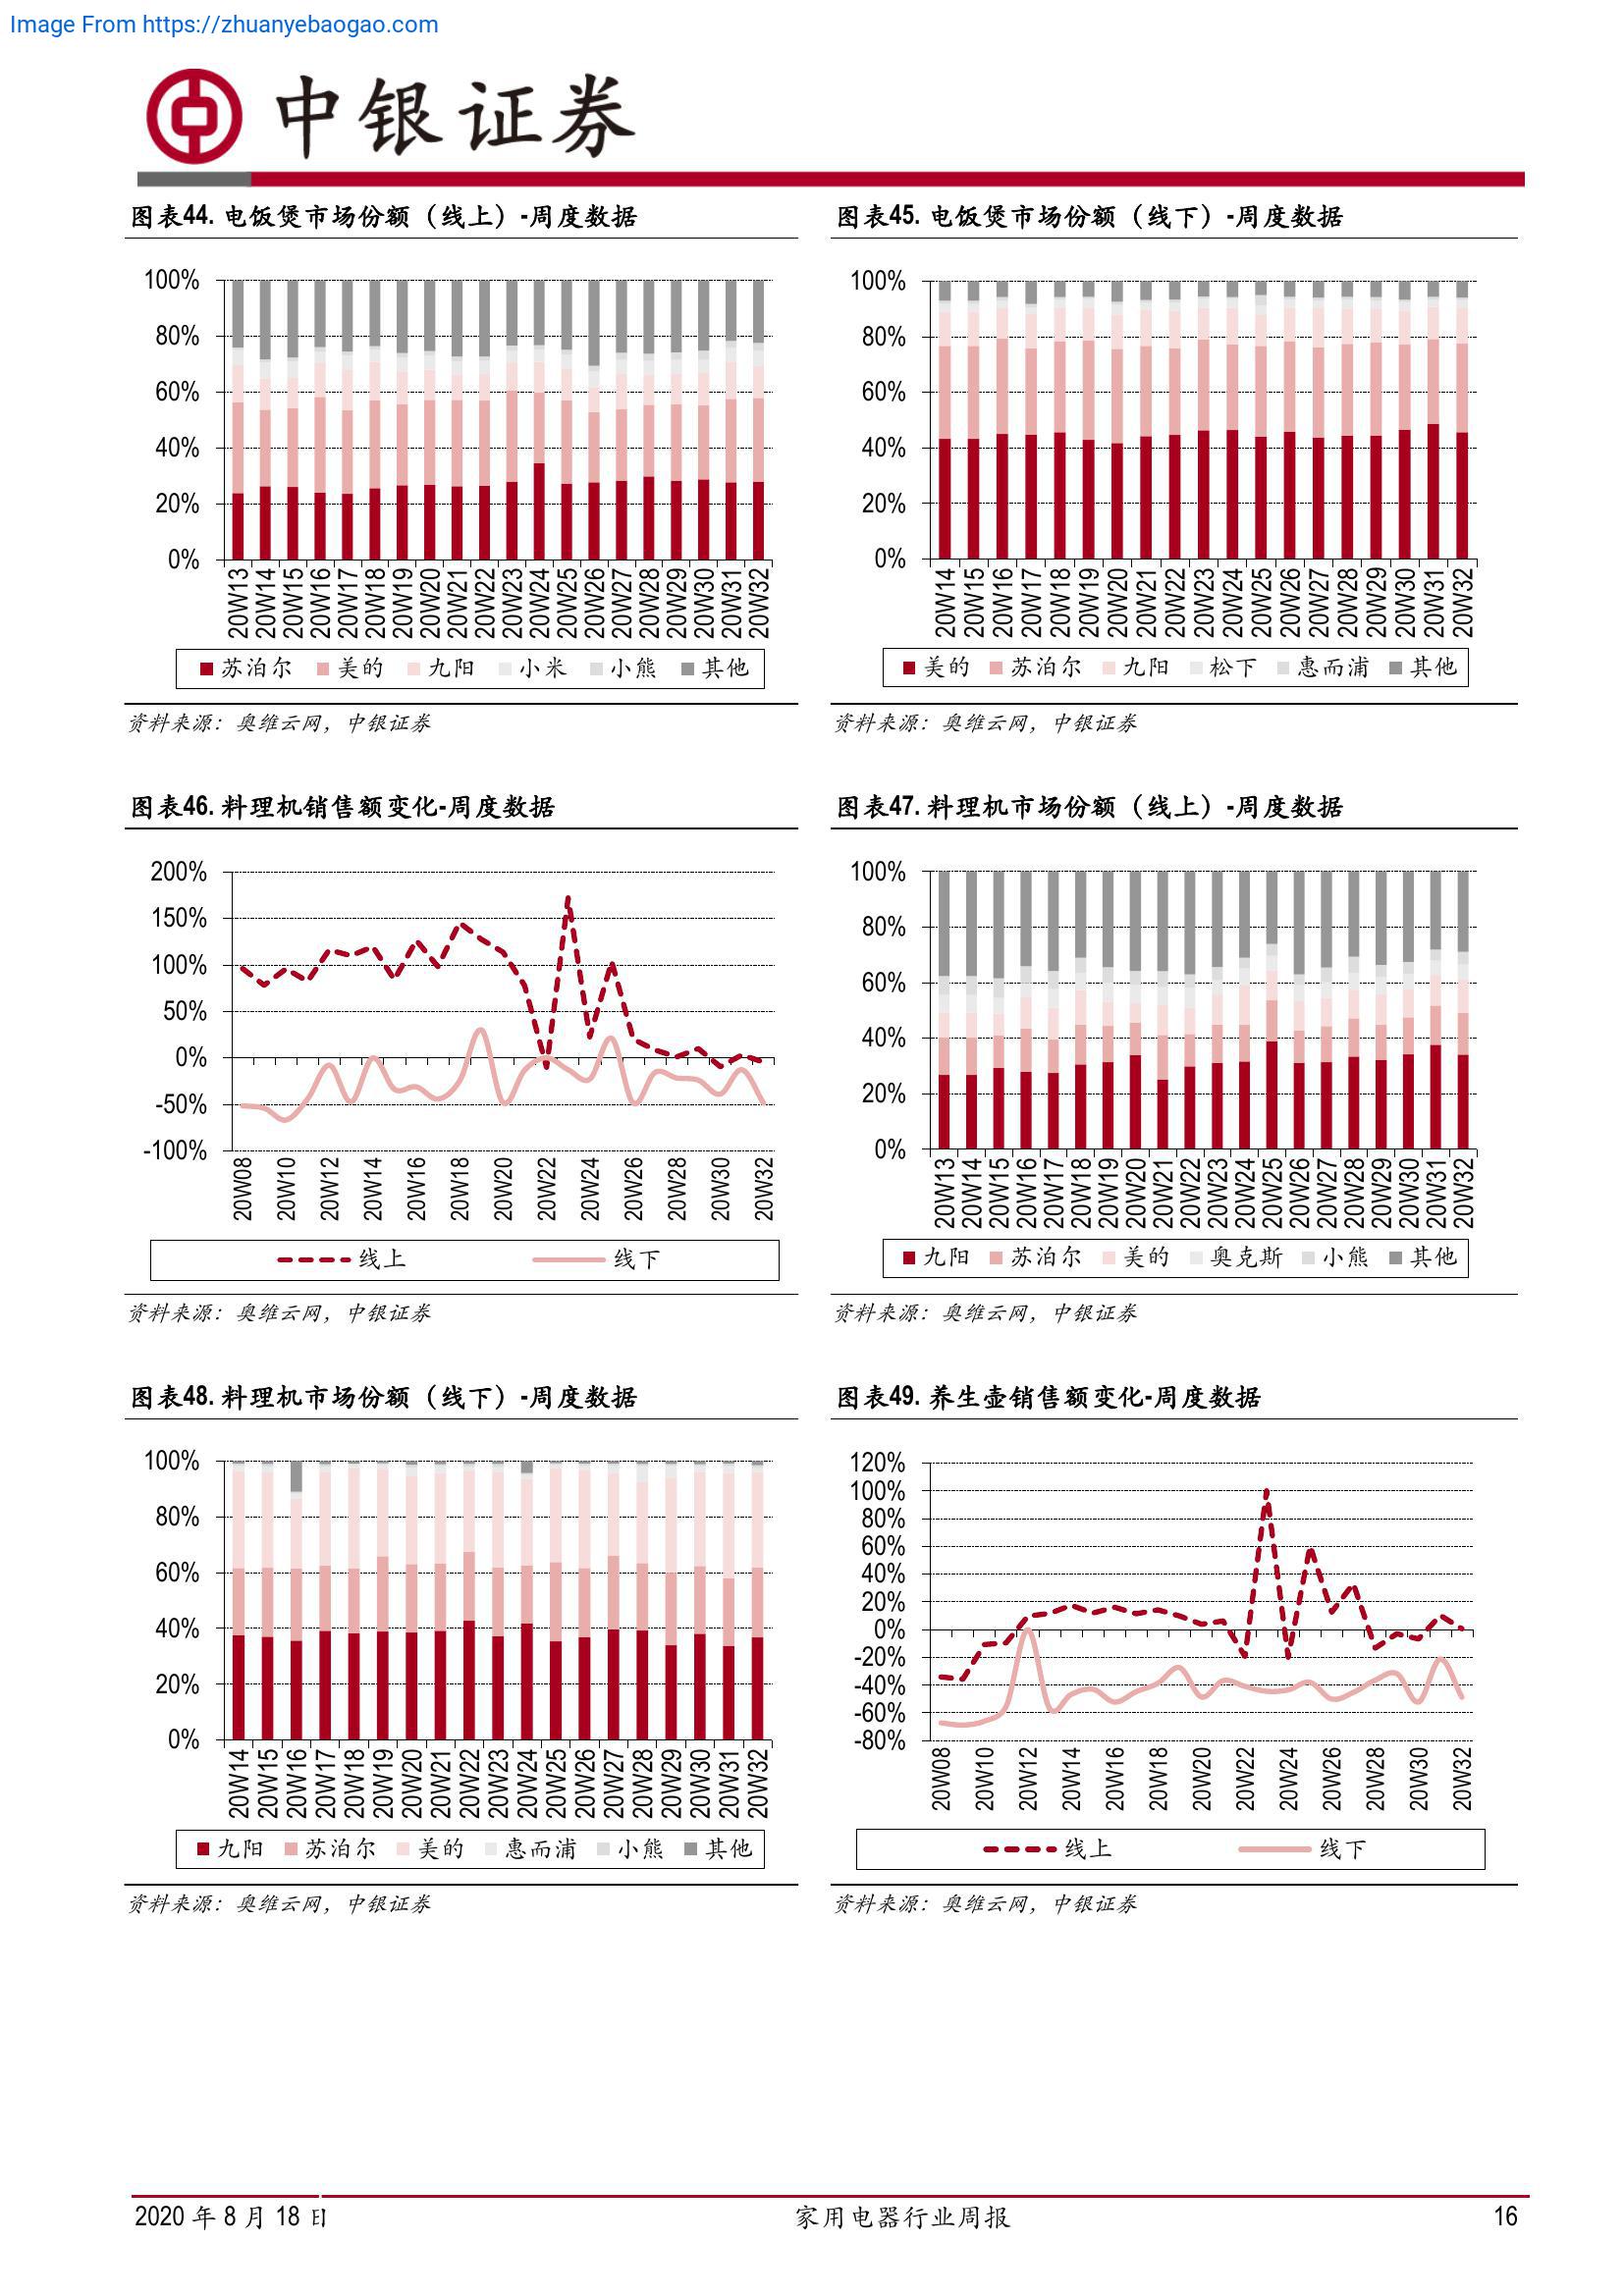 Image From https://zhuanyebaogao.com
中银证券
图表44. 电饭煲市场份额（线上）-周度数据
100%
80%
60%
40%
20%
0%
20W13 20W14 20W15 20W16 20W17 20W18 20W19 20W20 20W21 20W22 20W23 20W24 20W25 20W26 20W27 20W28 20W29 20W30 20W31 20W32
苏泊尔 美的 九阳 小米 小熊 其他
资料来源：奥维云网，中银证券
图表45. 电饭煲市场份额（线下）-周度数据
100%
80%
60%
40%
20%
0%
20W14 20W15 20W16 20W17 20W18 20W19 20W20 20W21 20W22 20W23 20W24 20W25 20W26 20W27 20W28 20W29 20W30 20W31 20W32
美的 苏泊尔 九阳 松下 惠而浦 其他
资料来源：奥维云网，中银证券
图表46. 料理机销售额变化-周度数据
200%
150%
100%
50%
0%
-50%
-100%
20W08 20W10 20W12 20W14 20W16 20W18 20W20 20W22 20W24 20W26 20W28 20W30 20W32
线上 线下
资料来源：奥维云网，中银证券
图表47. 料理机市场份额（线上）-周度数据
100%
80%
60%
40%
20%
0%
20W13 20W14 20W15 20W16 20W17 20W18 20W19 20W20 20W21 20W22 20W23 20W24 20W25 20W26 20W27 20W28 20W29 20W30 20W31 20W32
九阳 苏泊尔 美的 奥克斯 小熊 其他
资料来源：奥维云网，中银证券
图表48. 料理机市场份额（线下）-周度数据
100%
80%
60%
40%
20%
0%
20W14 20W15 20W16 20W17 20W18 20W19 20W20 20W21 20W22 20W23 20W24 20W25 20W26 20W27 20W28 20W29 20W30 20W31 20W32
九阳 苏泊尔 美的 惠而浦 小熊 其他
资料来源：奥维云网，中银证券
图表49. 养生壶销售额变化-周度数据
120%
100%
80%
60%
40%
20%
0%
-20%
-40%
-60%
-80%
20W08 20W10 20W12 20W14 20W16 20W18 20W20 20W22 20W24 20W26 20W28 20W30 20W32
线上 线下
资料来源：奥维云网，中银证券
2020 年 8 月 18 日 家用电器行业周报 16